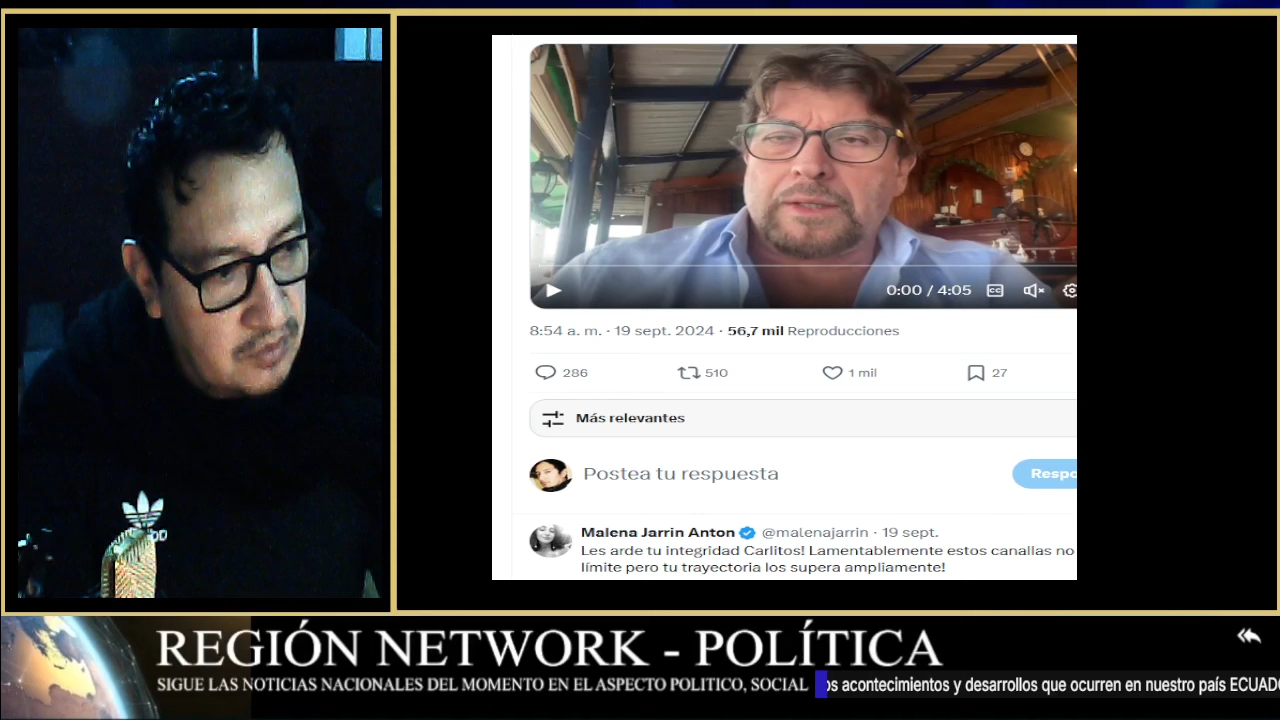 0:00 / 4:05
8:54 a. m. · 19 sept. 2024 · 56,7 mil Reproducciones
286 510 1 mil 27
Más relevantes
Postea tu respuesta
Respo
Malena Jarrin Anton @malenajarrin · 19 sept.
Les arde tu integridad Carlitos! Lamentablemente estos canallas no
límite pero tu trayectoria los supera ampliamente!
REGIÓN NETWORK - POLÍTICA
SIGUE LAS NOTICIAS NACIONALES DEL MOMENTO EN EL ASPECTO POLITICO, SOCIAL
os acontecimientos y desarrollos que ocurren en nuestro país ECUAD